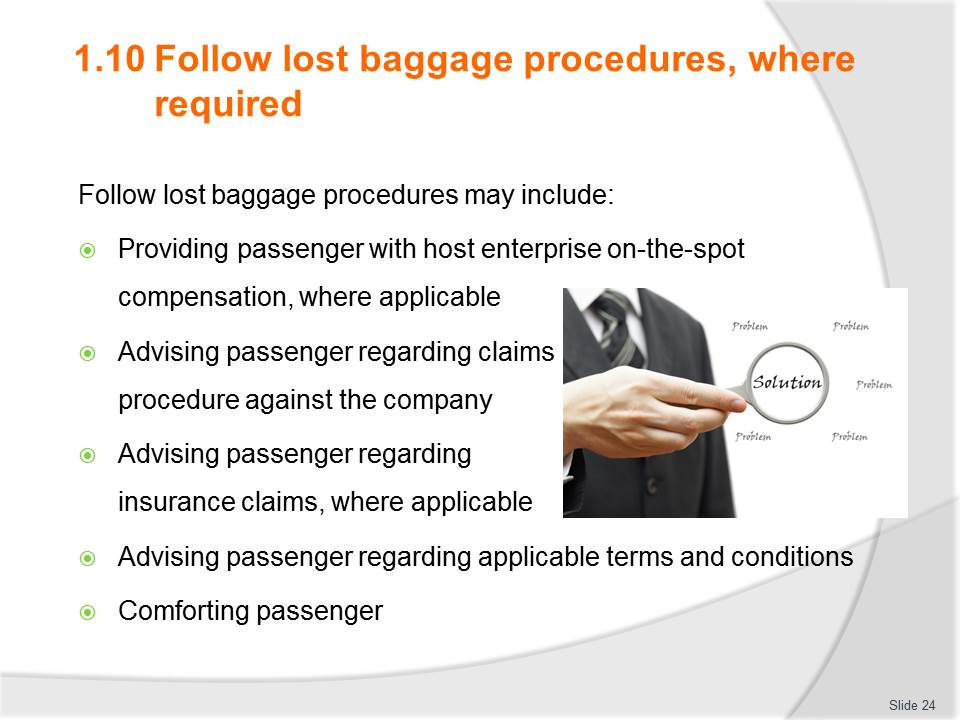 1.10 Follow lost baggage procedures, where
required
Follow lost baggage procedures may include:
Providing passenger with host enterprise on-the-spot
compensation, where applicable
Advising passenger regarding claims
procedure against the company
Advising passenger regarding
insurance claims, where applicable
Advising passenger regarding applicable terms and conditions
Comforting passenger
Problem
Problem
Solution
Problem
Problem
Problem
Slide 24